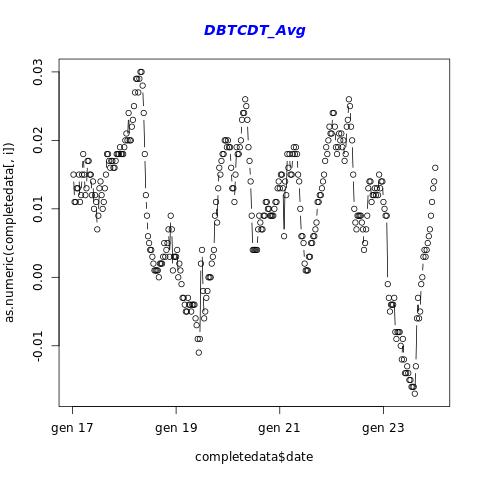 DBTCDT_Avg
as.numeric(completedata[, i])
0.03
0.02
0.01
0.00
-0.01
gen 17
gen 19
gen 21
gen 23
completedata$date